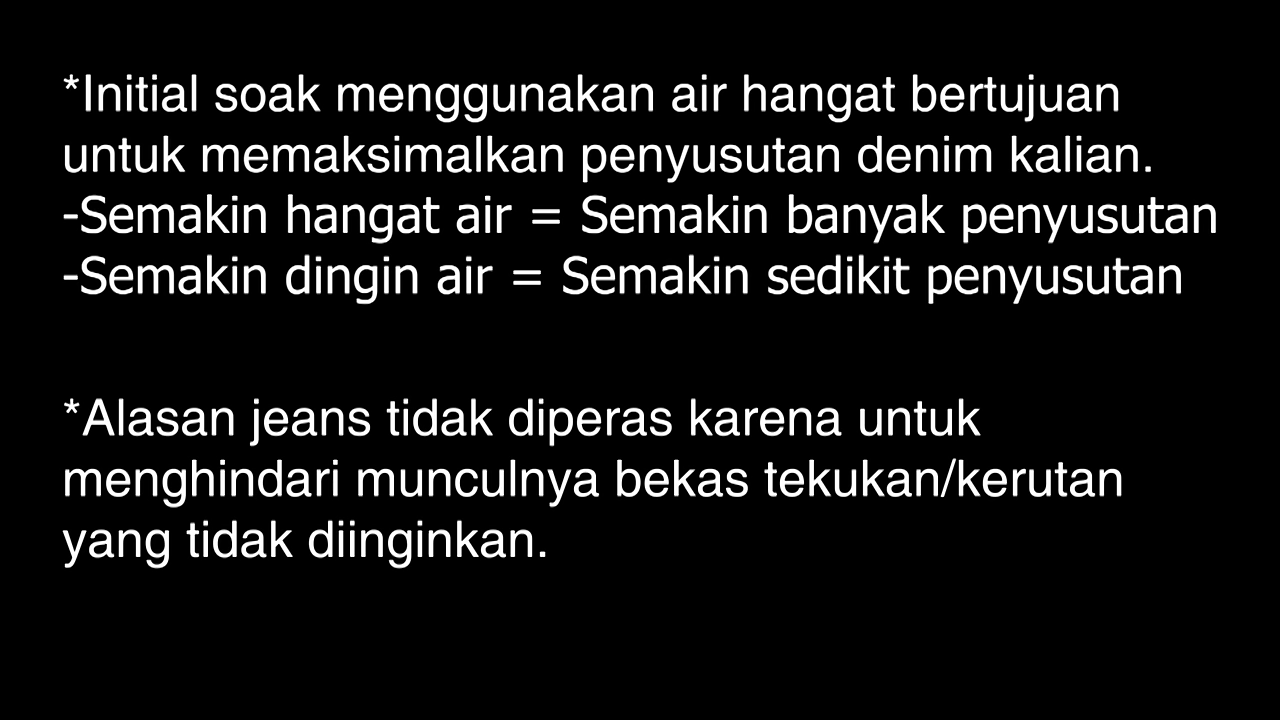 *Initial soak menggunakan air hangat bertujuan
untuk memaksimalkan penyusutan denim kalian.
-Semakin hangat air = Semakin banyak penyusutan
-Semakin dingin air = Semakin sedikit penyusutan
*Alasan jeans tidak diperas karena untuk
menghindari munculnya bekas tekukan/kerutan
yang tidak diinginkan.